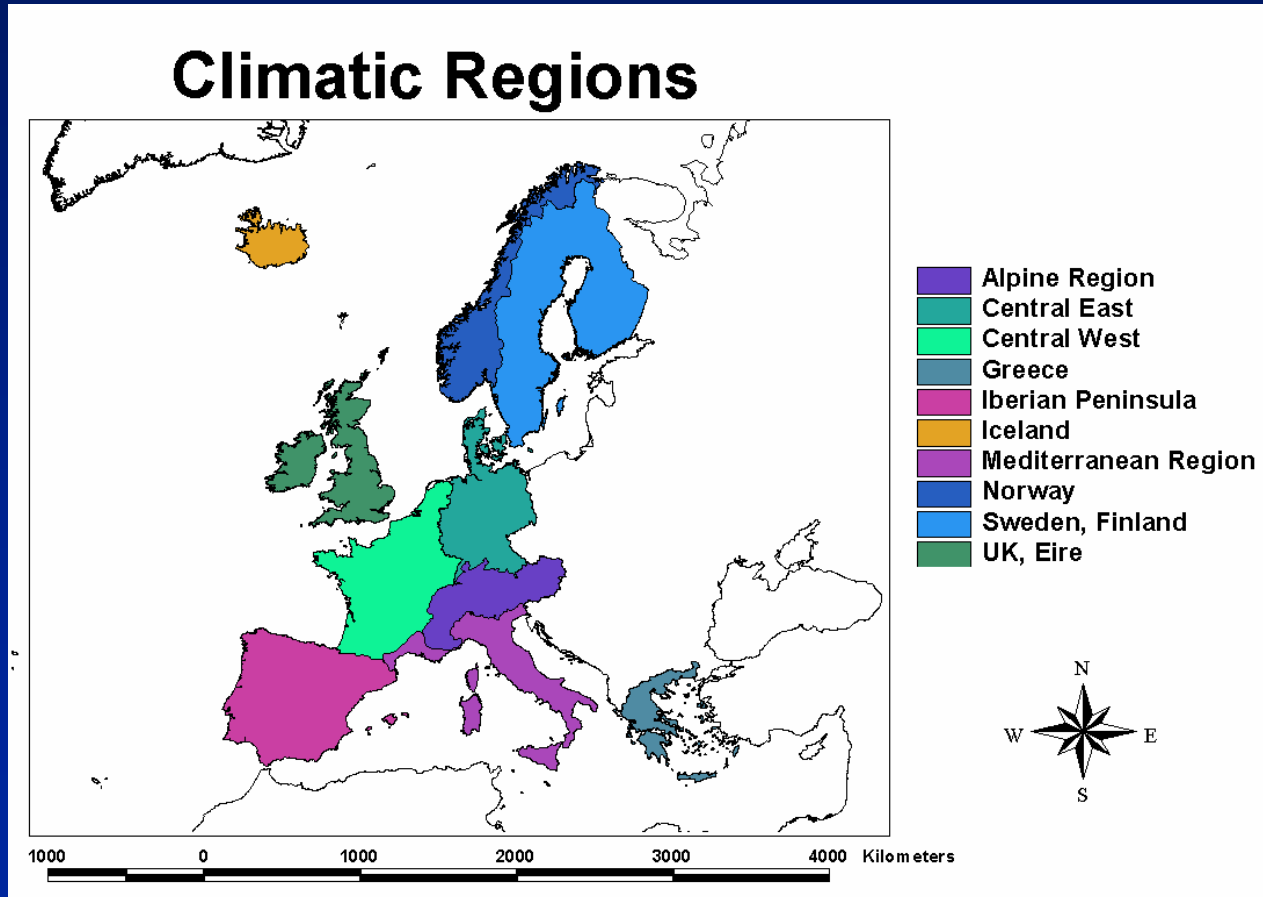 Climatic Regions
Alpine Region
Central East
Central West
Greece
Iberian Peninsula
Iceland
Mediterranean Region
Norway
Sweden, Finland
UK, Eire
N
W E
S
1000 0 1000 2000 3000 4000 Kilometers